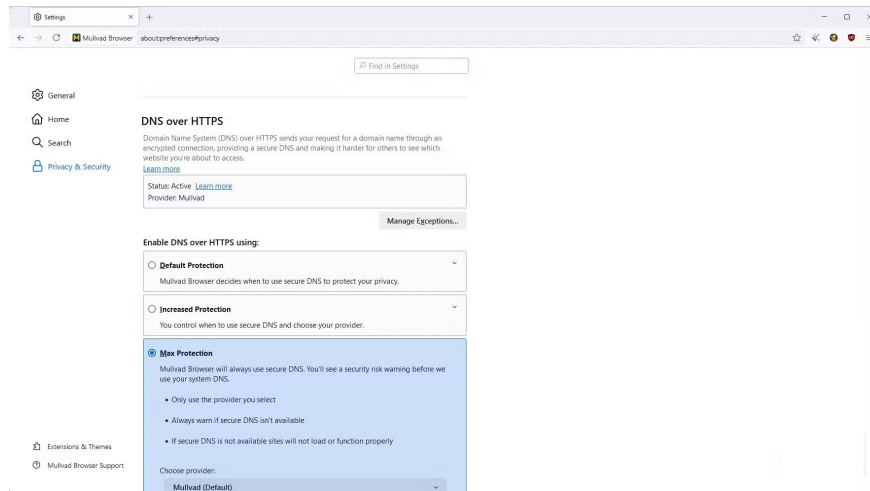 Settings
Mullvad Browser
about:preferences#privacy
Find in Settings
General
Home
Search
Privacy & Security
DNS over HTTPS
Domain Name System (DNS) over HTTPS sends your request for a domain name through an
encrypted connection, providing a secure DNS and making it harder for others to see which
website you're about to access.
Learn more
Status: Active Learn more
Provider: Mullvad
Manage Exceptions...
Enable DNS over HTTPS using:
Default Protection
Mullvad Browser decides when to use secure DNS to protect your privacy.
Increased Protection
You control when to use secure DNS and choose your provider.
Max Protection
Mullvad Browser will always use secure DNS. You'll see a security risk warning before we
use your system DNS.
• Only use the provider you select
• Always warn if secure DNS isn't available
• If secure DNS is not available sites will not load or function properly
Choose provider:
Mullvad (Default)
Extensions & Themes
Mullvad Browser Support